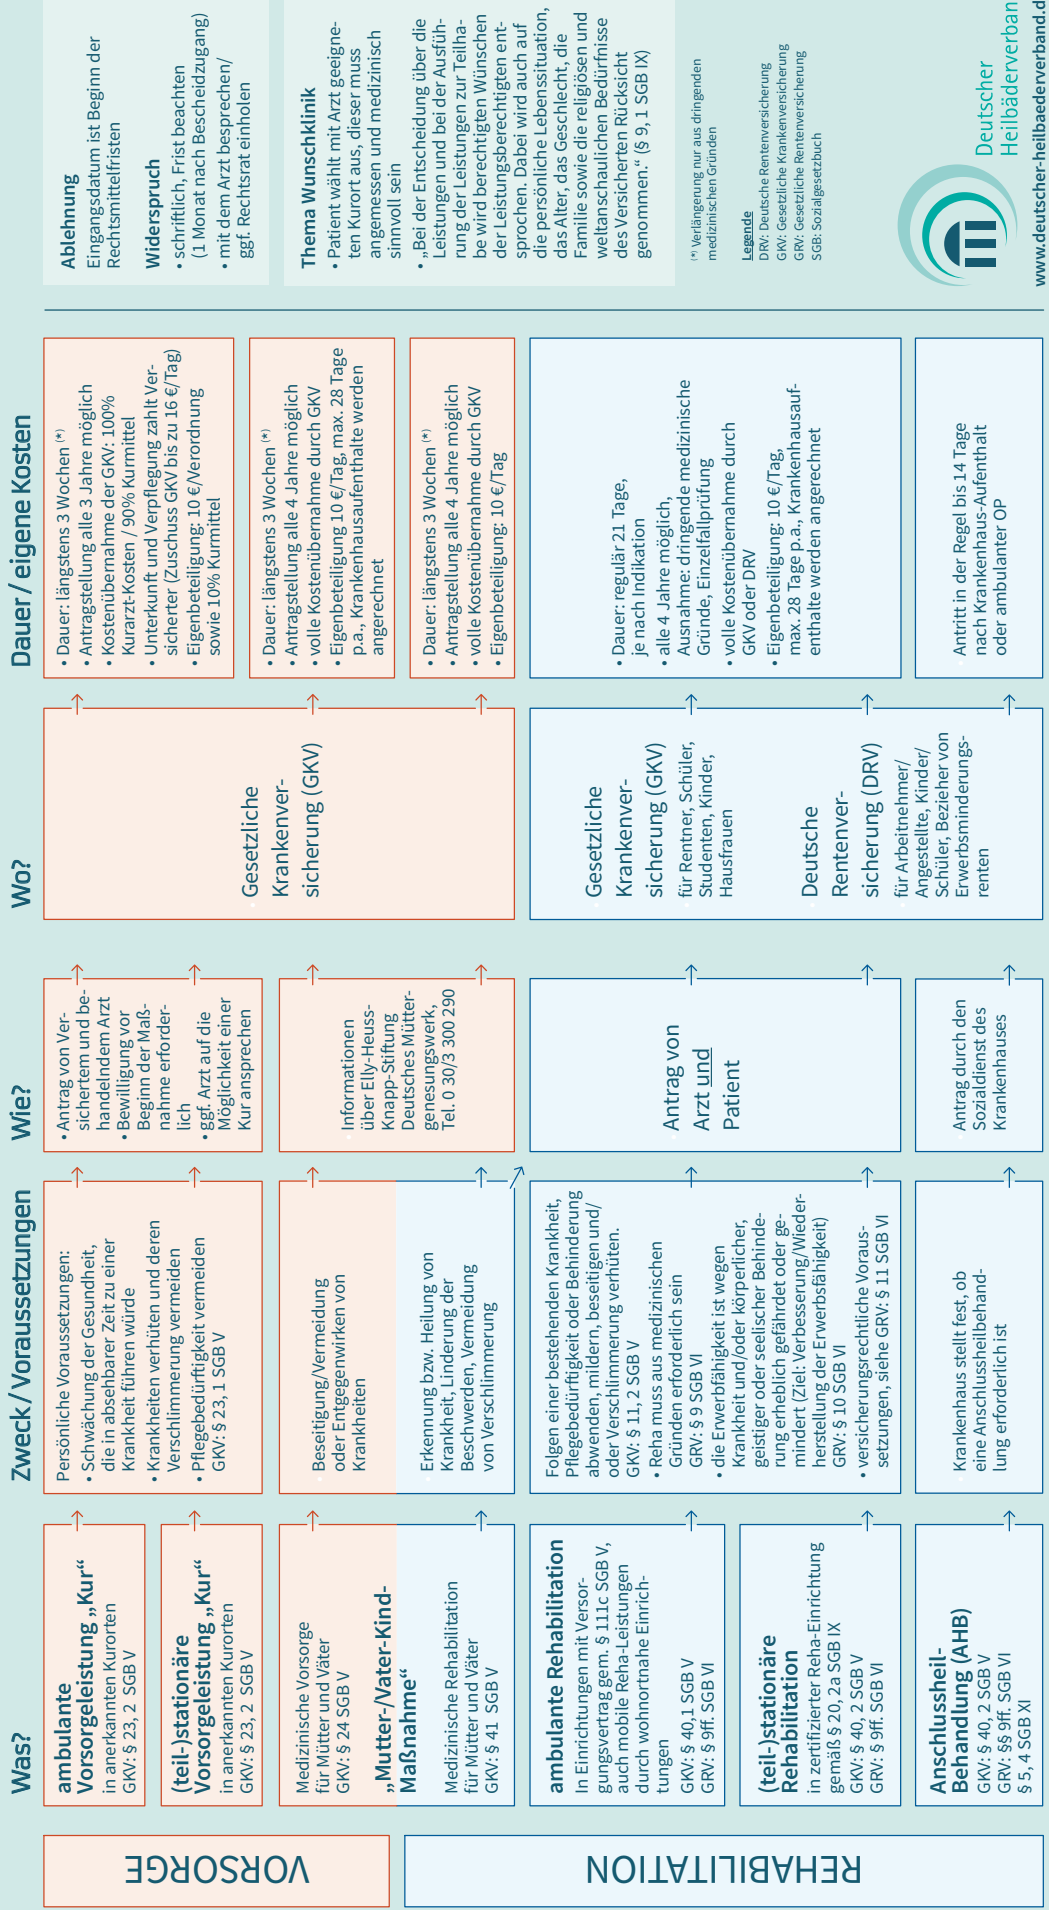 Was?
Zweck/Voraussetzungen
Wie?
Wo?
Dauer/eigene Kosten
VORSORGE
ambulante
Vorsorgeleistung „Kur“
in anerkannten Kurorten
GKV: § 23, 2 SGB V
(teil-)stationäre
Vorsorgeleistung „Kur“
in anerkannten Kurorten
GKV: § 23, 2 SGB V
Persönliche Voraussetzungen:
• Schwächung der Gesundheit,
die in absehbarer Zeit zu einer
Krankheit führen würde
• Krankheiten verhüten und deren
Verschlimmerung vermeiden
• Pflegebedürftigkeit vermeiden
GKV: § 23, 1 SGB V
• Antrag von Ver-
sichertem und be-
handelndem Arzt
• Bewilligung vor
Beginn der Maß-
nahme erforder-
lich
• ggf. Arzt auf die
Möglichkeit einer
Kur ansprechen
• Gesetzliche
Krankenver-
sicherung (GKV)
• Dauer: längstens 3 Wochen (*)
• Antragstellung alle 3 Jahre möglich
• Kostenübernahme der GKV: 100%
Kurarzt-Kosten / 90% Kurmittel
• Unterkunft und Verpflegung zahlt Ver-
sicherter (Zuschuss GKV bis zu 16 €/Tag)
• Eigenbeteiligung: 10 €/Verordnung
sowie 10% Kurmittel
• Dauer: längstens 3 Wochen (*)
• Antragstellung alle 4 Jahre möglich
• volle Kostenübernahme durch GKV
• Eigenbeteiligung 10 €/Tag, max. 28 Tage
p.a., Krankenhausaufenthalte werden
angerechnet
Medizinische Vorsorge
für Mütter und Väter
GKV: § 24 SGB V
„Mutter-/Vater-Kind-
Maßnahme“
Medizinische Rehabilitation
für Mütter und Väter
GKV: § 41 SGB V
• Beseitigung/Vermeidung
oder Entgegenwirken von
Krankheiten
• Erkennung bzw. Heilung von
Krankheit, Linderung der
Beschwerden, Vermeidung
von Verschlimmerung
• Informationen
über Elly-Heuss-
Knapp-Stiftung
Deutsches Mütter-
genesungswerk,
Tel. 0 30/3 300 290
• Dauer: längstens 3 Wochen (*)
• Antragstellung alle 4 Jahre möglich
• volle Kostenübernahme durch GKV
• Eigenbeteiligung: 10 €/Tag
REHABILITATION
ambulante Rehabilitation
In Einrichtungen mit Versor-
gungsvertrag gem. § 111c SGB V,
auch mobile Reha-Leistungen
durch wohnortnahe Einrich-
tungen
GKV: § 40,1 SGB V
GRV: § 9ff. SGB VI
(teil-)stationäre
Rehabilitation
in zertifizierter Reha-Einrichtung
gemäß § 20, 2a SGB IX
GKV: § 40, 2 SGB V
GRV: § 9ff. SGB VI
Folgen einer bestehenden Krankheit,
Pflegebedürftigkeit oder Behinderung
abwenden, mildern, beseitigen und/
oder Verschlimmerung verhüten.
GKV: § 11, 2 SGB V
• Reha muss aus medizinischen
Gründen erforderlich sein
GRV: § 9 SGB VI
• die Erwerbfähigkeit ist wegen
Krankheit und/oder körperlicher,
geistiger oder seelischer Behinde-
rung erheblich gefährdet oder ge-
mindert (Ziel: Verbesserung/Wieder-
herstellung der Erwerbsfähigkeit)
GRV: § 10 SGB VI
• versicherungsrechtliche Voraus-
setzungen, siehe GRV: § 11 SGB VI
• Antrag von
Arzt und
Patient
• Gesetzliche
Krankenver-
sicherung (GKV)
• für Rentner, Schüler,
Studenten, Kinder,
Hausfrauen
• Deutsche
Rentenver-
sicherung (DRV)
• für Arbeitnehmer/
Angestellte, Kinder/
Schüler, Bezieher von
Erwerbsminderungs-
renten
• Dauer: regulär 21 Tage,
je nach Indikation
• alle 4 Jahre möglich,
Ausnahme: dringende medizinische
Gründe, Einzelfallprüfung
• volle Kostenübernahme durch
GKV oder DRV
• Eigenbeteiligung: 10 €/Tag,
max. 28 Tage p.a., Krankenhausauf-
enthalte werden angerechnet
Anschlussheil-
Behandlung (AHB)
GKV: § 40, 2 SGB V
GRV: §§ 9ff. SGB VI
§ 5, 4 SGB XI
• Krankenhaus stellt fest, ob
eine Anschlussheilbehand-
lung erforderlich ist
• Antrag durch den
Sozialdienst des
Krankenhauses
• Antritt in der Regel bis 14 Tage
nach Krankenhaus-Aufenthalt
oder ambulanter OP
Ablehnung
Eingangsdatum ist Beginn der
Rechtsmittelfristen
Widerspruch
• schriftlich, Frist beachten
(1 Monat nach Bescheidzugang)
• mit dem Arzt besprechen/
ggf. Rechtsrat einholen
Thema Wunschklinik
• Patient wählt mit Arzt geeigne-
ten Kurort aus, dieser muss
angemessen und medizinisch
sinnvoll sein
• „Bei der Entscheidung über die
Leistungen und bei der Ausfüh-
rung der Leistungen zur Teilha-
be wird berechtigten Wünschen
der Leistungsberechtigten ent-
sprochen. Dabei wird auch auf
die persönliche Lebenssituation,
das Alter, das Geschlecht, die
Familie sowie die religiösen und
weltanschaulichen Bedürfnisse
des Versicherten Rücksicht
genommen.“ (§ 9, 1 SGB IX)
(*) Verlängerung nur aus dringenden
medizinischen Gründen
Legende
DRV: Deutsche Rentenversicherung
GKV: Gesetzliche Krankenversicherung
GRV: Gesetzliche Rentenversicherung
SGB: Sozialgesetzbuch
Deutscher
Heilbäderverban
www.deutscher-heilbaederverband.d